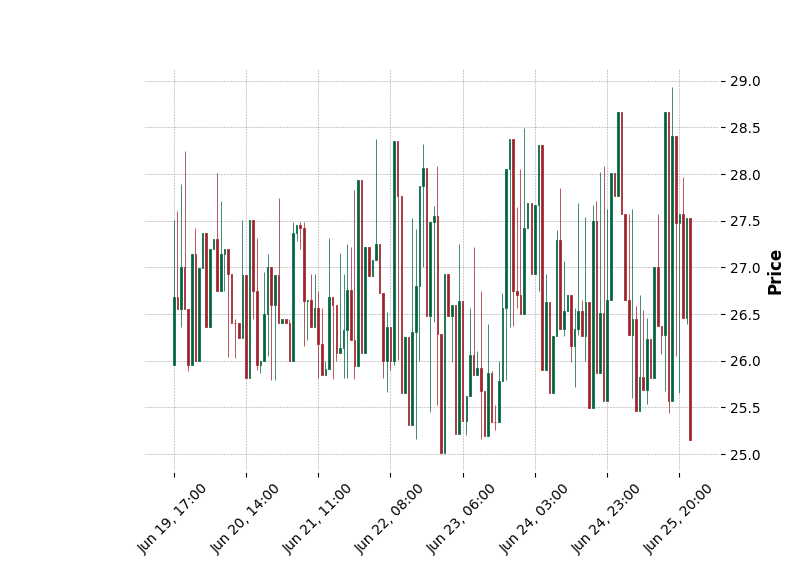 29.0
28.5
28.0
27.5
27.0
26.5
26.0
25.5
25.0
Price
Jun 19, 17:00
Jun 20, 14:00
Jun 21, 11:00
Jun 22, 08:00
Jun 23, 06:00
Jun 24, 03:00
Jun 24, 23:00
Jun 25, 20:00